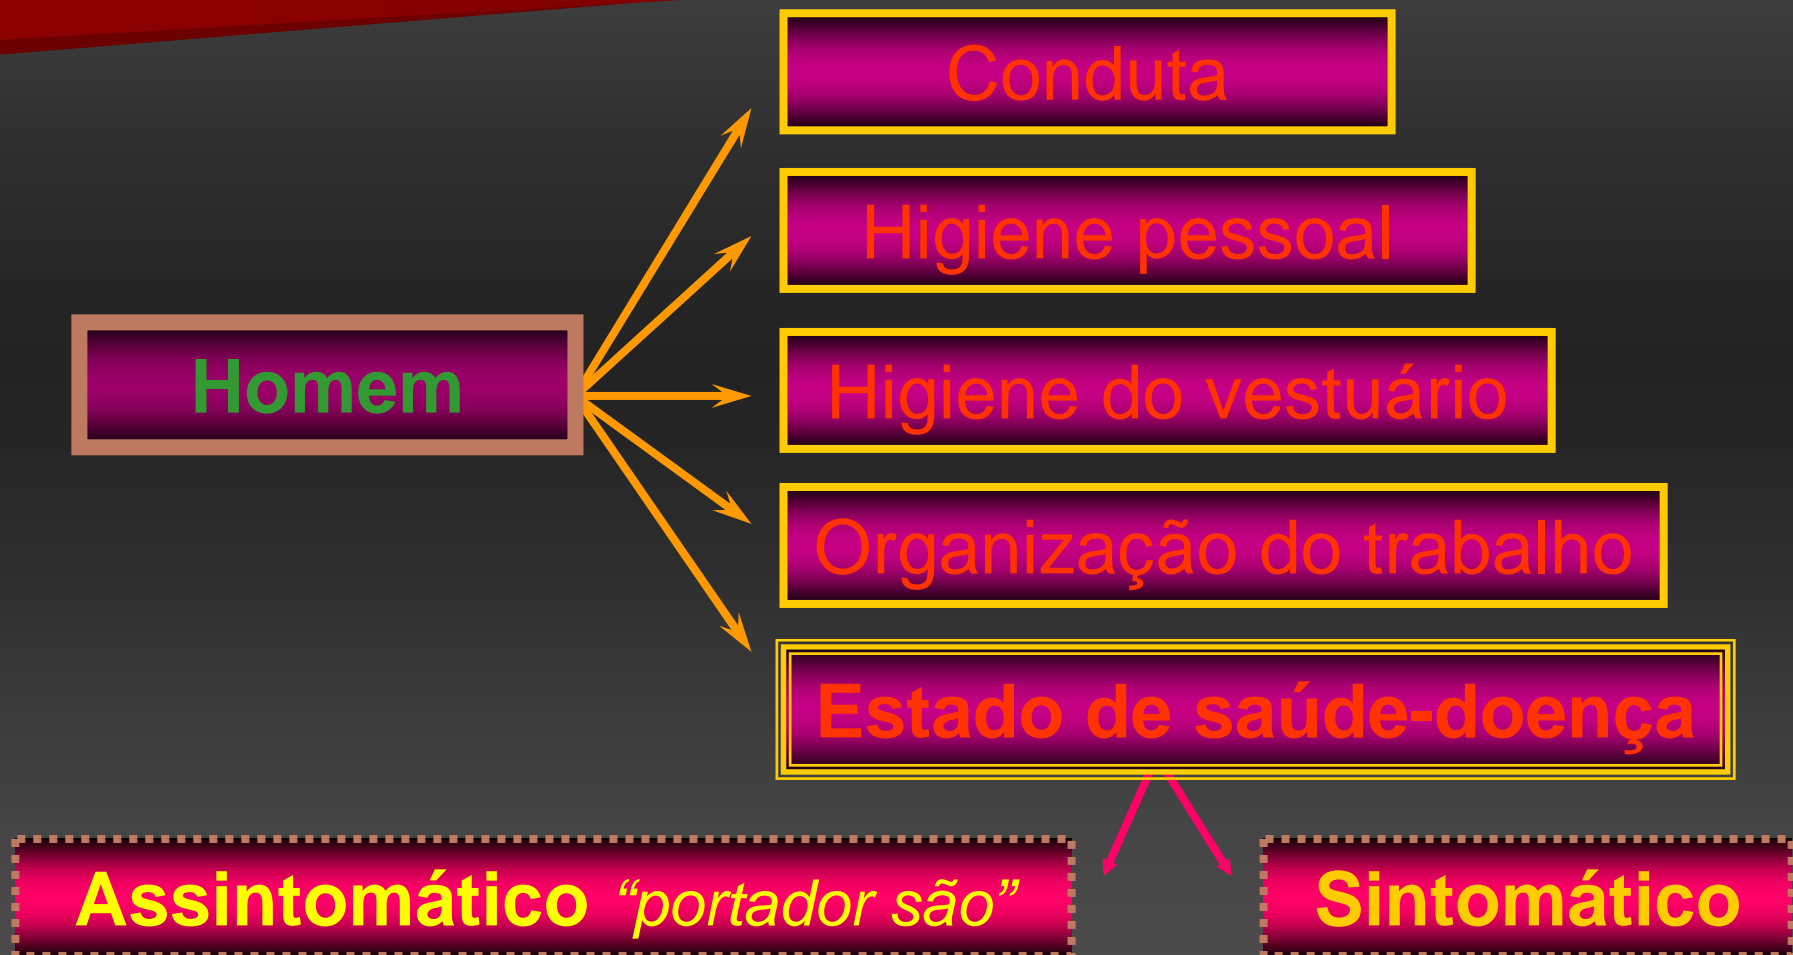 Conduta
Higiene pessoal
Homem
Higiene do vestuário
Organização do trabalho
Estado de saúde-doença
Assintomático “portador são”
Sintomático